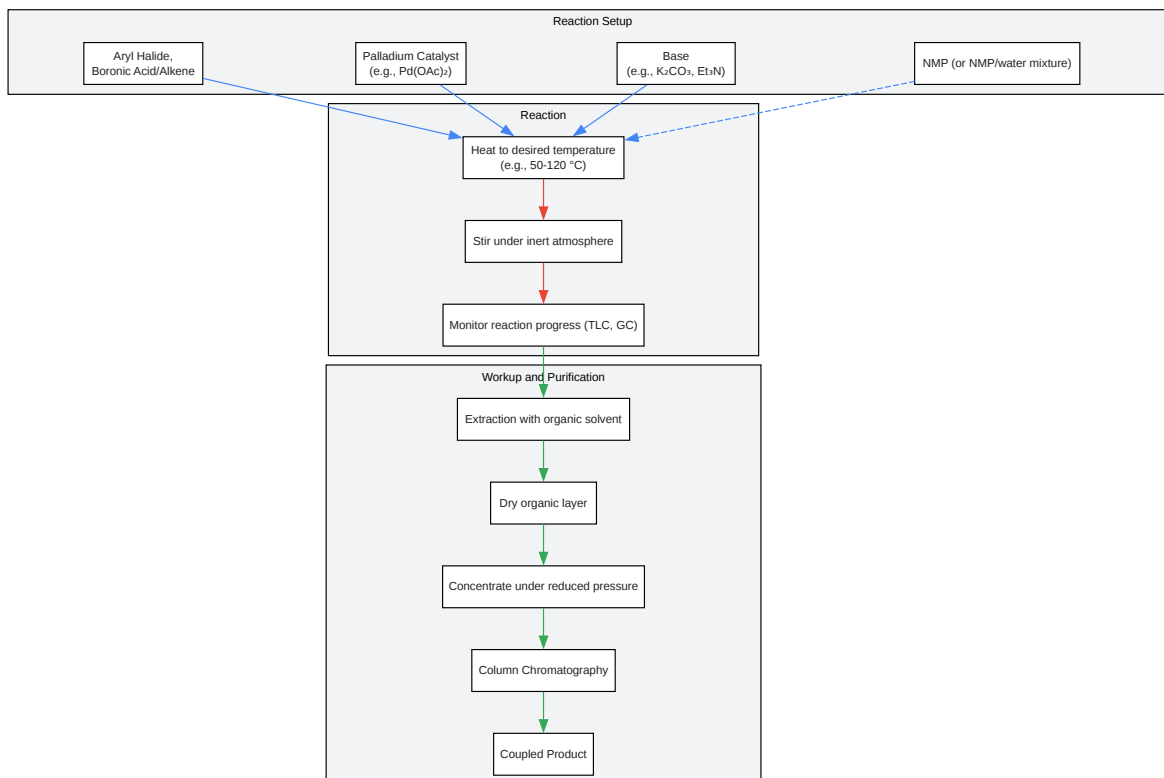 Reaction Setup
Aryl Halide,
Boronic Acid/Alkene
Palladium Catalyst
(e.g., Pd(OAc)₂)
Base
(e.g., K₂CO₃, Et₃N)
NMP (or NMP/water mixture)
Reaction
Heat to desired temperature
(e.g., 50-120 °C)
Stir under inert atmosphere
Monitor reaction progress (TLC, GC)
Workup and Purification
Extraction with organic solvent
Dry organic layer
Concentrate under reduced pressure
Column Chromatography
Coupled Product